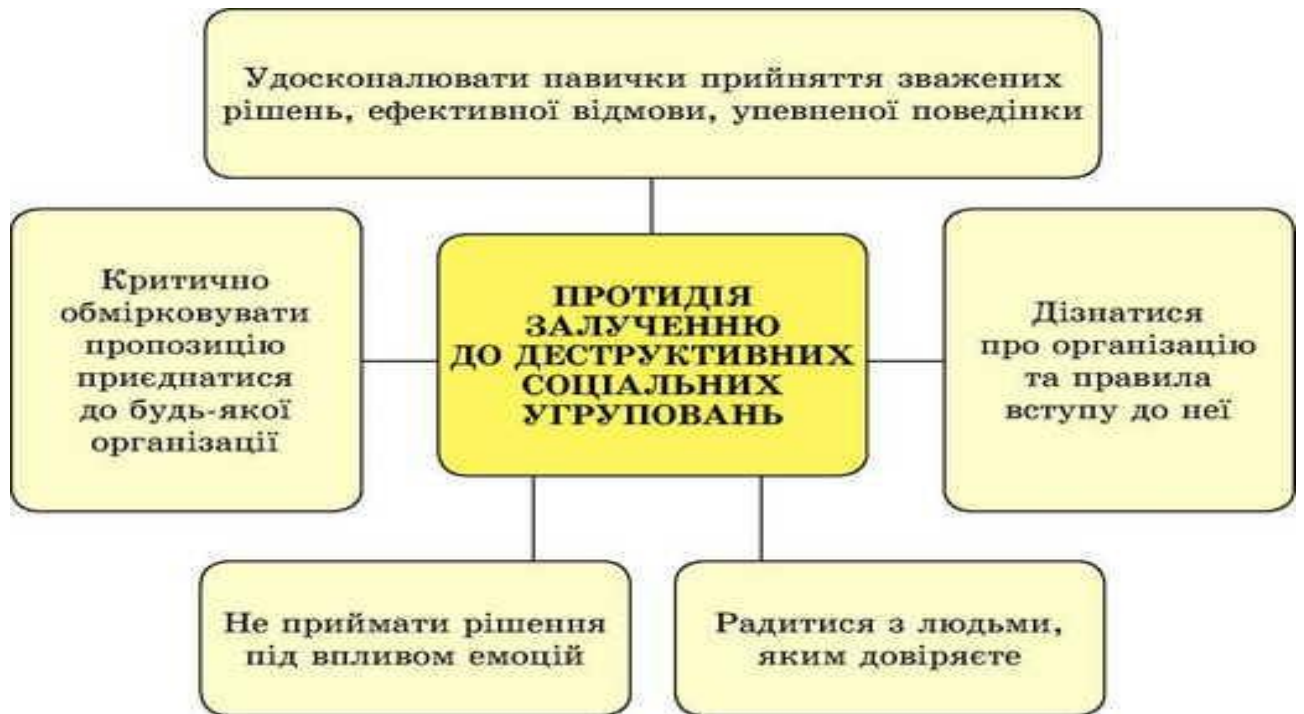 Удосконалювати навички прийняття зважених
рішень, ефективної відмови, упевненої поведінки
Критично
обмірковувати
пропозицію
приєднатися
до будь-якої
організації
ПРОТИДІЯ
ЗАЛУЧЕННЮ
ДО ДЕСТРУКТИВНИХ
СОЦІАЛЬНИХ
УГРУПОВАНЬ
Дізнатися
про організацію
та правила
вступу до неї
Не приймати рішення
під впливом емоцій
Радитися з людьми,
яким довіряєте